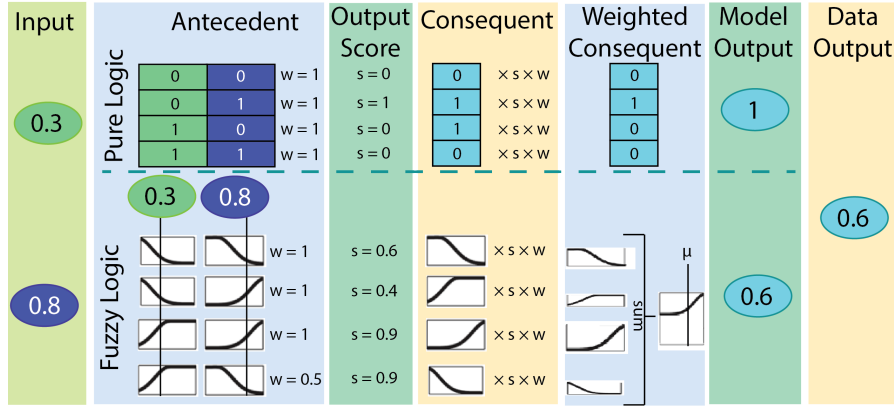 Input
Antecedent
Output
Score
Consequent
Weighted
Consequent
Model
Output
Data
Output
Pure Logic
0 0 w = 1 s = 0 0 × s × w 0
0 1 w = 1 s = 1 1 × s × w 1
1 0 w = 1 s = 0 1 × s × w 0
1 1 w = 1 s = 0 0 × s × w 0
0.3
1
0.3 0.8
0.6
Fuzzy Logic
w = 1 s = 0.6 × s × w
w = 1 s = 0.4 × s × w
w = 1 s = 0.9 × s × w
w = 0.5 s = 0.9 × s × w
sum
μ
0.8
0.6